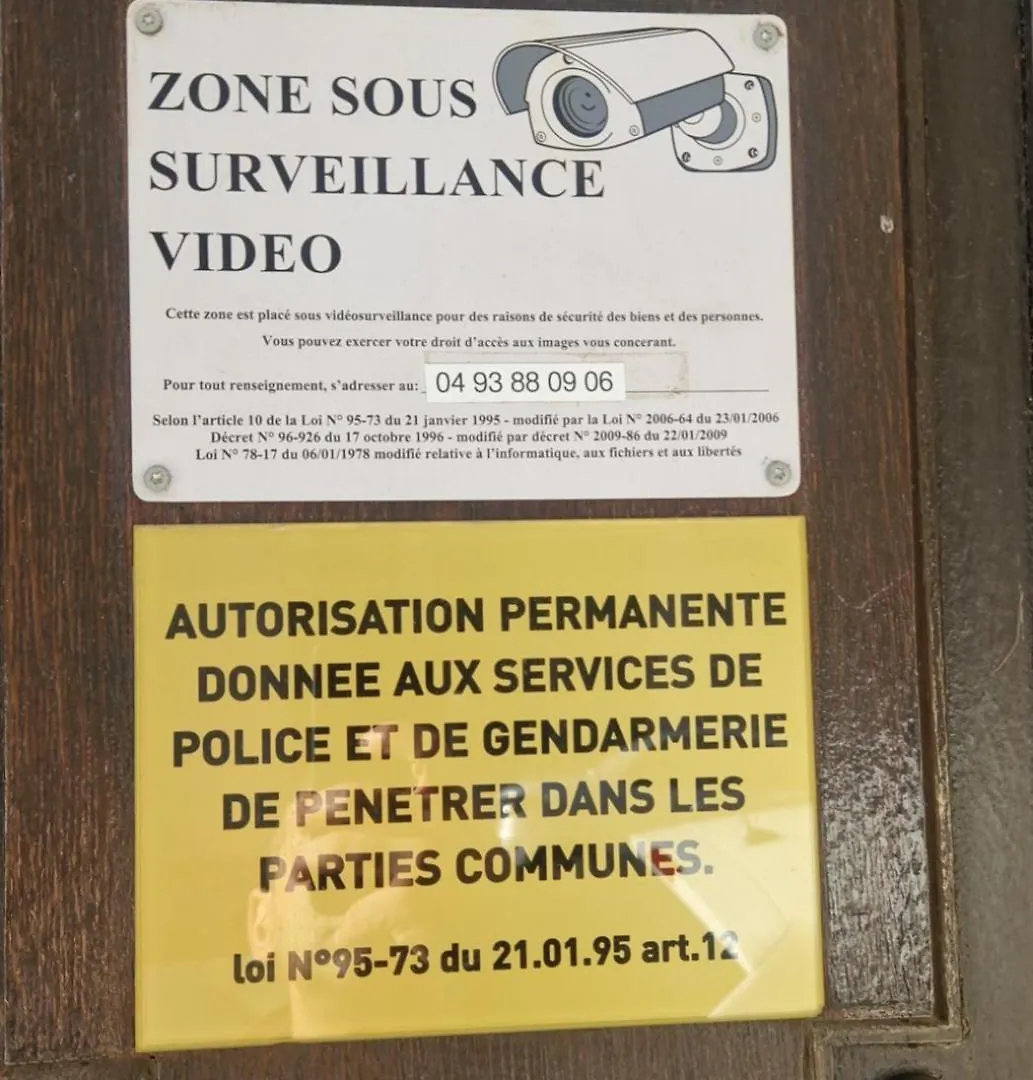 ZONE SOUS
SURVEILLANCE
VIDEO
Cette zone est placé sous vidéosurveillance pour des raisons de sécurité des biens et des personnes.
Vous pouvez exercer votre droit d'accès aux images vous concerant.
Pour tout renseignement, s'adresser au: 04 93 88 09 06
Selon l'article 10 de la Loi N° 95-73 du 21 janvier 1995 - modifié par la Loi N° 2006-64 du 23/01/2006
Décret N° 96-926 du 17 octobre 1996 - modifié par décret N° 2009-86 du 22/01/2009
Loi N° 78-17 du 06/01/1978 modifié relative à l'informatique, aux fichiers et aux libertés
AUTORISATION PERMANENTE
DONNEE AUX SERVICES DE
POLICE ET DE GENDARMERIE
DE PENETRER DANS LES
PARTIES COMMUNES.
loi N°95-73 du 21.01.95 art.12